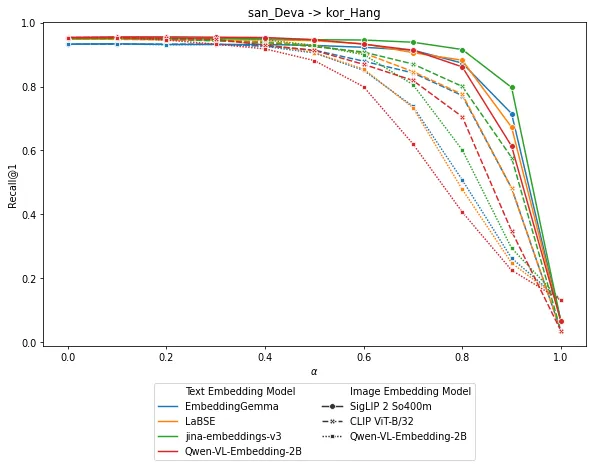 san_Deva -> kor_Hang
Recall@1
1.0
0.8
0.6
0.4
0.2
0.0
0.0 0.2 0.4 0.6 0.8 1.0
α
Text Embedding Model
EmbeddingGemma
LaBSE
jina-embeddings-v3
Qwen-VL-Embedding-2B
Image Embedding Model
SigLIP 2 So400m
CLIP ViT-B/32
Qwen-VL-Embedding-2B